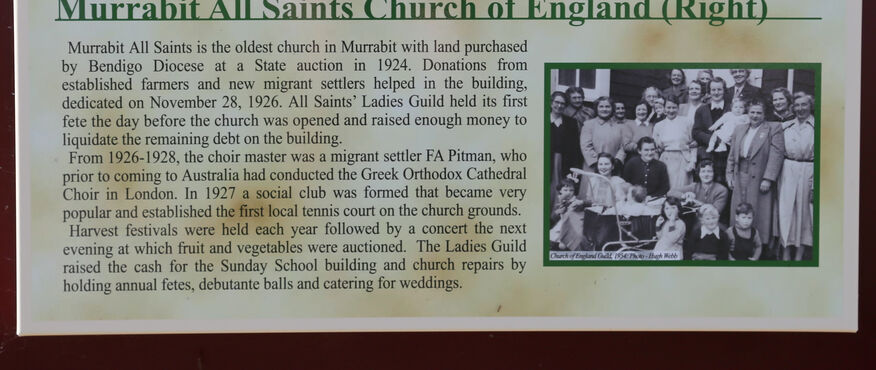 Murrabit All Saints Church of England (Right)
Murrabit All Saints is the oldest church in Murrabit with land purchased
by Bendigo Diocese at a State auction in 1924. Donations from
established farmers and new migrant settlers helped in the building,
dedicated on November 28, 1926. All Saints' Ladies Guild held its first
fete the day before the church was opened and raised enough money to
liquidate the remaining debt on the building.
From 1926-1928, the choir master was a migrant settler FA Pitman, who
prior to coming to Australia had conducted the Greek Orthodox Cathedral
Choir in London. In 1927 a social club was formed that became very
popular and established the first local tennis court on the church grounds.
Harvest festivals were held each year followed by a concert the next
evening at which fruit and vegetables were auctioned. The Ladies Guild
raised the cash for the Sunday School building and church repairs by
holding annual fetes, debutante balls and catering for weddings.
Church of England Guild, 1954/ Photo - Hugh Webb